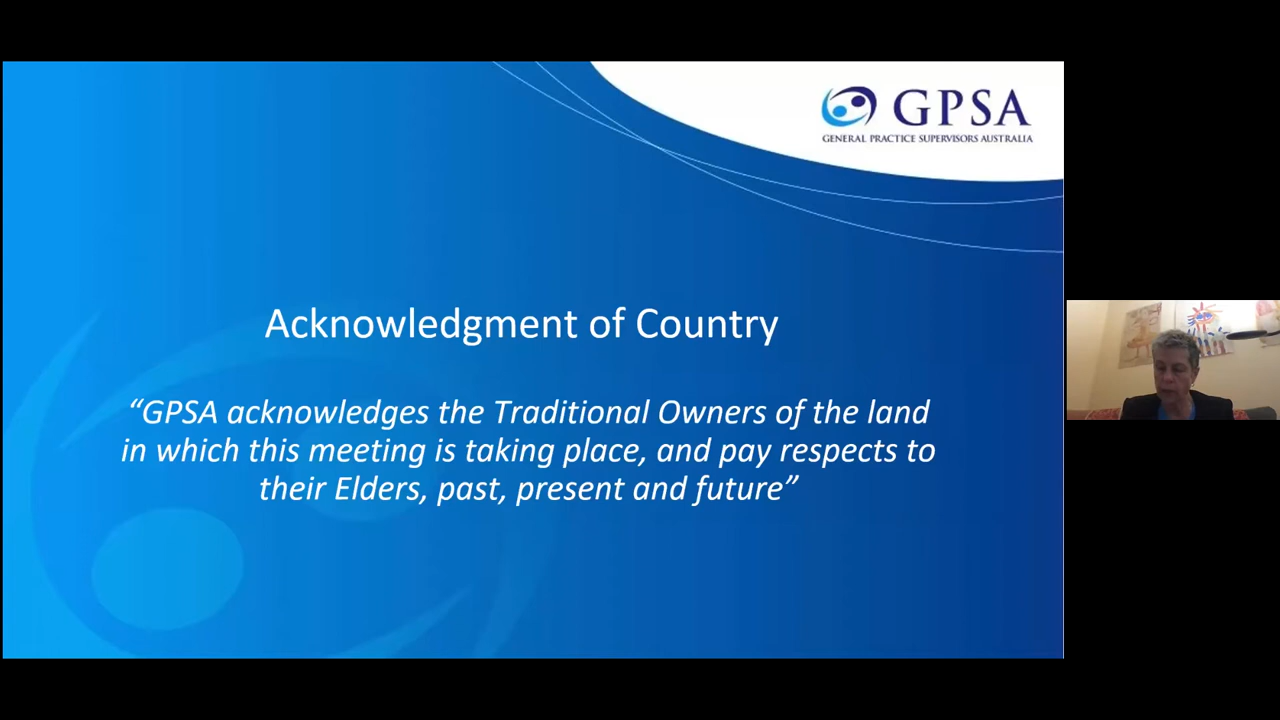 GPSA
GENERAL PRACTICE SUPERVISORS AUSTRALIA
Acknowledgment of Country
“GPSA acknowledges the Traditional Owners of the land
in which this meeting is taking place, and pay respects to
their Elders, past, present and future”